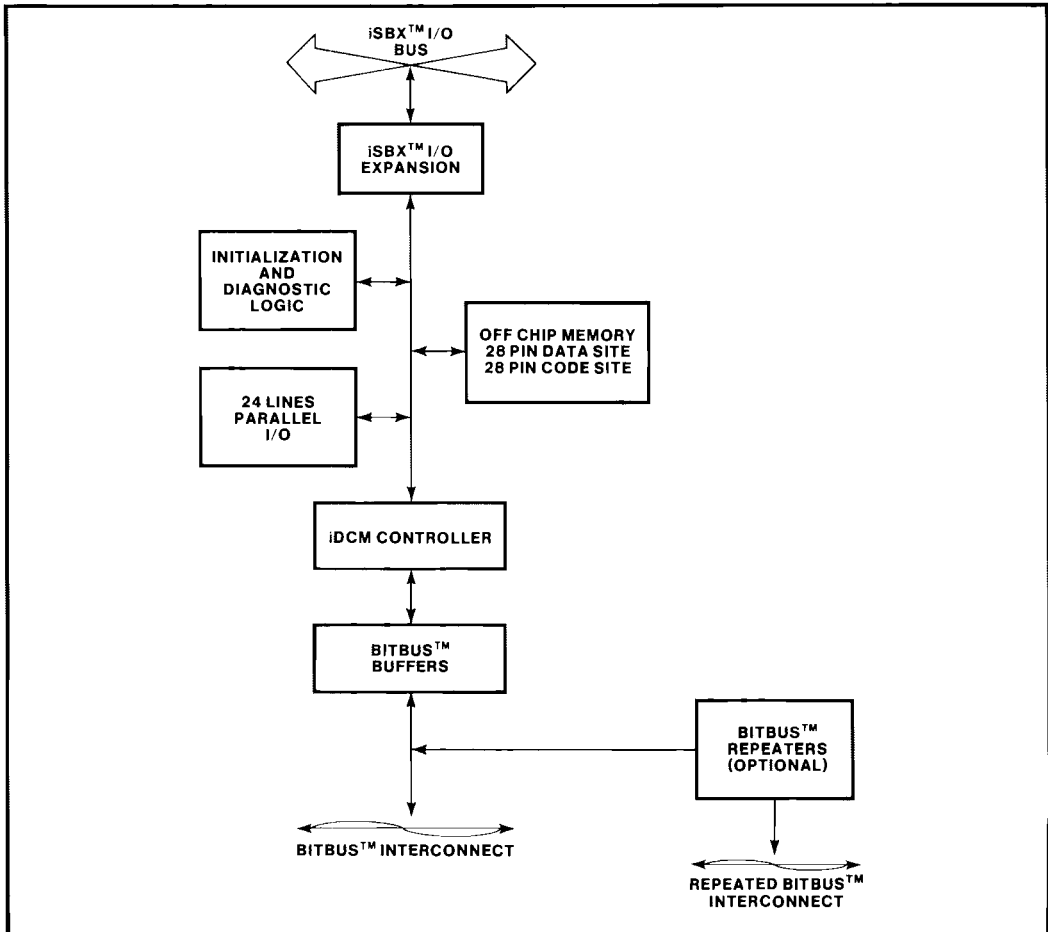 iSBX™ I/O
BUS
iSBX™ I/O
EXPANSION
INITIALIZATION
AND
DIAGNOSTIC
LOGIC
OFF CHIP MEMORY
28 PIN DATA SITE
28 PIN CODE SITE
24 LINES
PARALLEL
I/O
iDCM CONTROLLER
BITBUS™
BUFFERS
BITBUS™
REPEATERS
(OPTIONAL)
BITBUS™ INTERCONNECT
REPEATED BITBUS™
INTERCONNECT